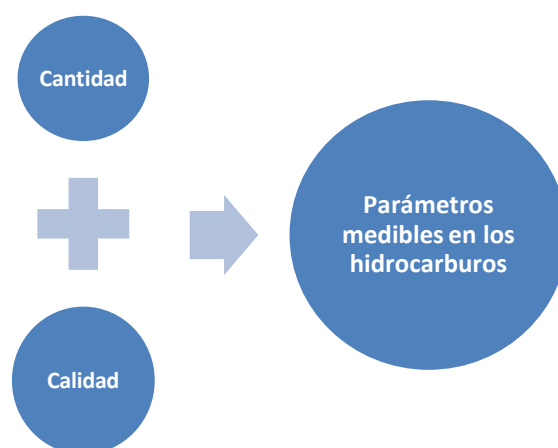 Cantidad
Calidad
Parámetros
medibles en los
hidrocarburos